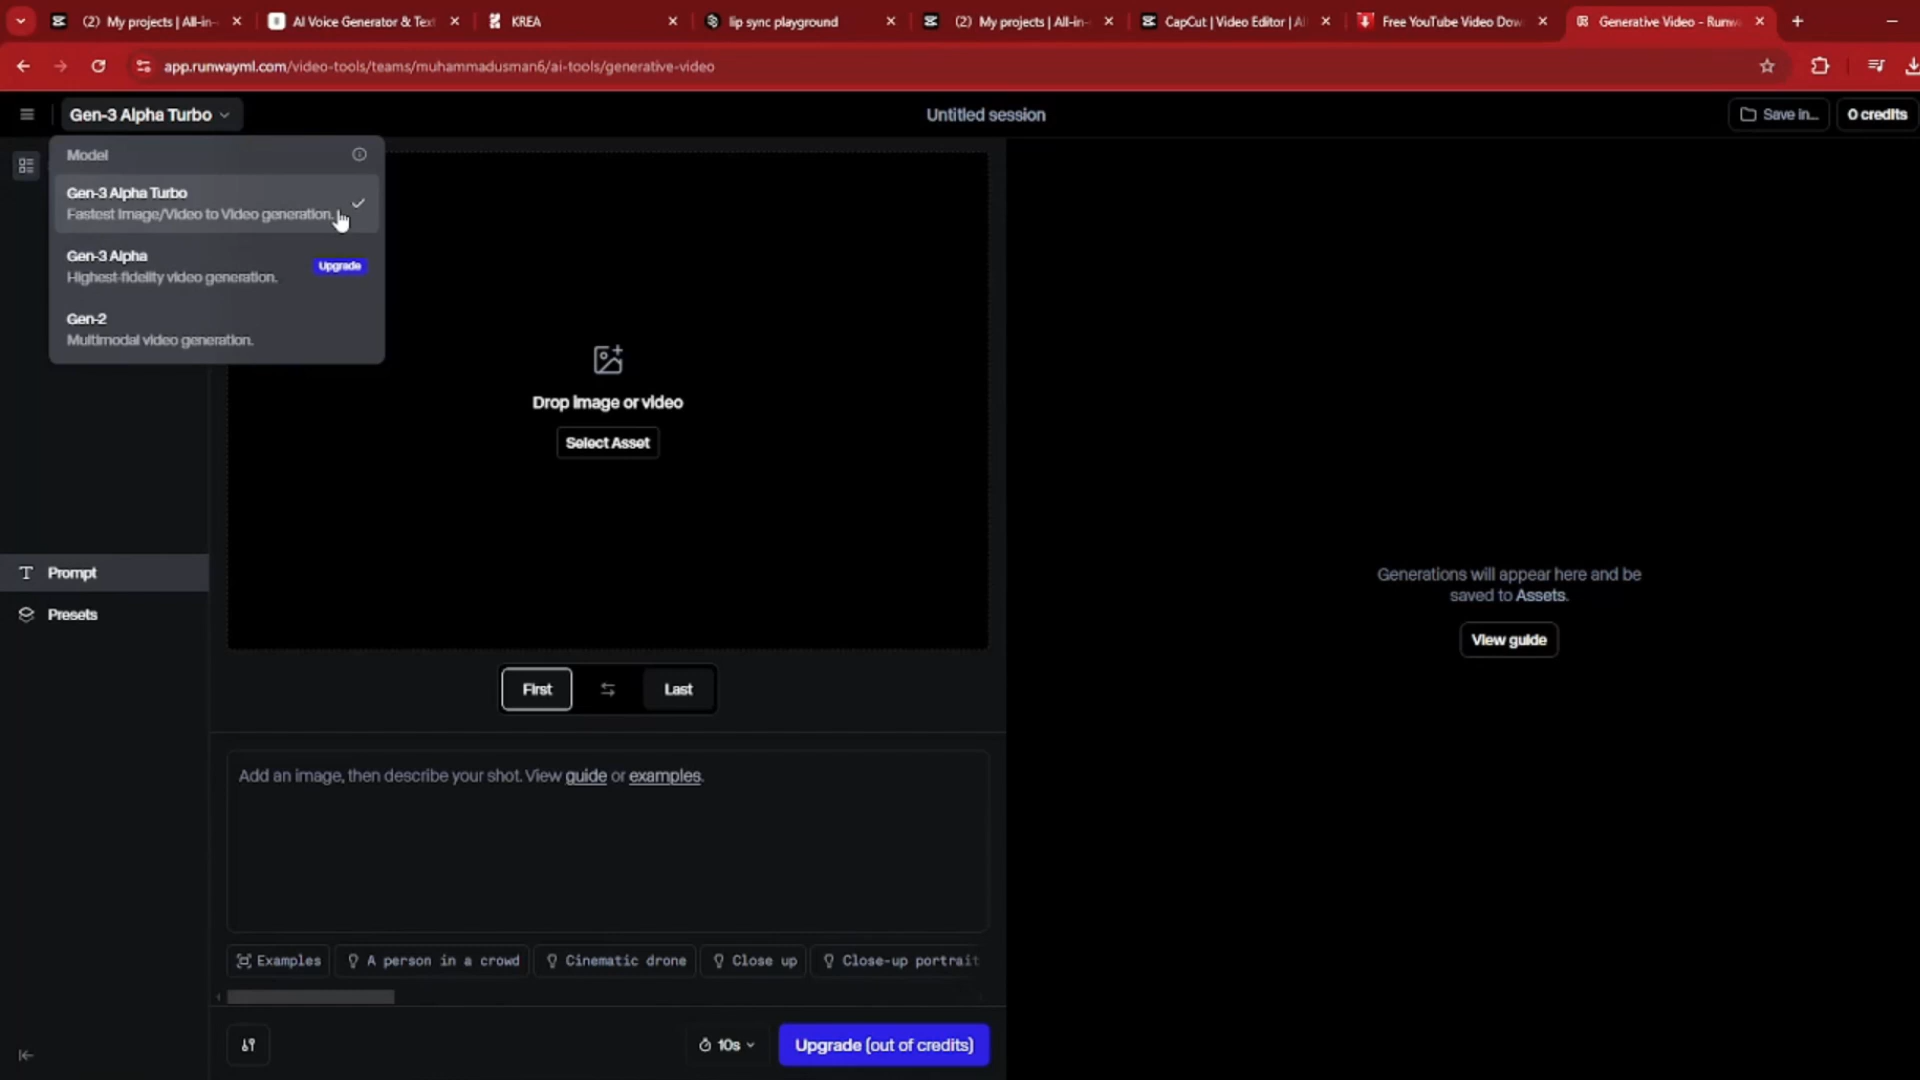 (2) My projects | All-in-
AI Voice Generator & Text
KREA
lip sync playground
(2) My projects | All-in-
CapCut | Video Editor | AI
Free YouTube Video Dow
Generative Video - Runw
app.runwayml.com/video-tools/teams/muhammadusman6/ai-tools/generative-video
Gen-3 Alpha Turbo
Untitled session
Save in...
0 credits
Model
Gen-3 Alpha Turbo
Fastest Image/Video to Video generation.
Gen-3 Alpha
Highest-fidelity video generation.
Upgrade
Gen-2
Multimodal video generation.
Drop image or video
Select Asset
Prompt
Presets
Generations will appear here and be
saved to Assets.
View guide
First
Last
Add an image, then describe your shot. View guide or examples.
Examples
A person in a crowd
Cinematic drone
Close up
Close-up portrait
10s
Upgrade (out of credits)